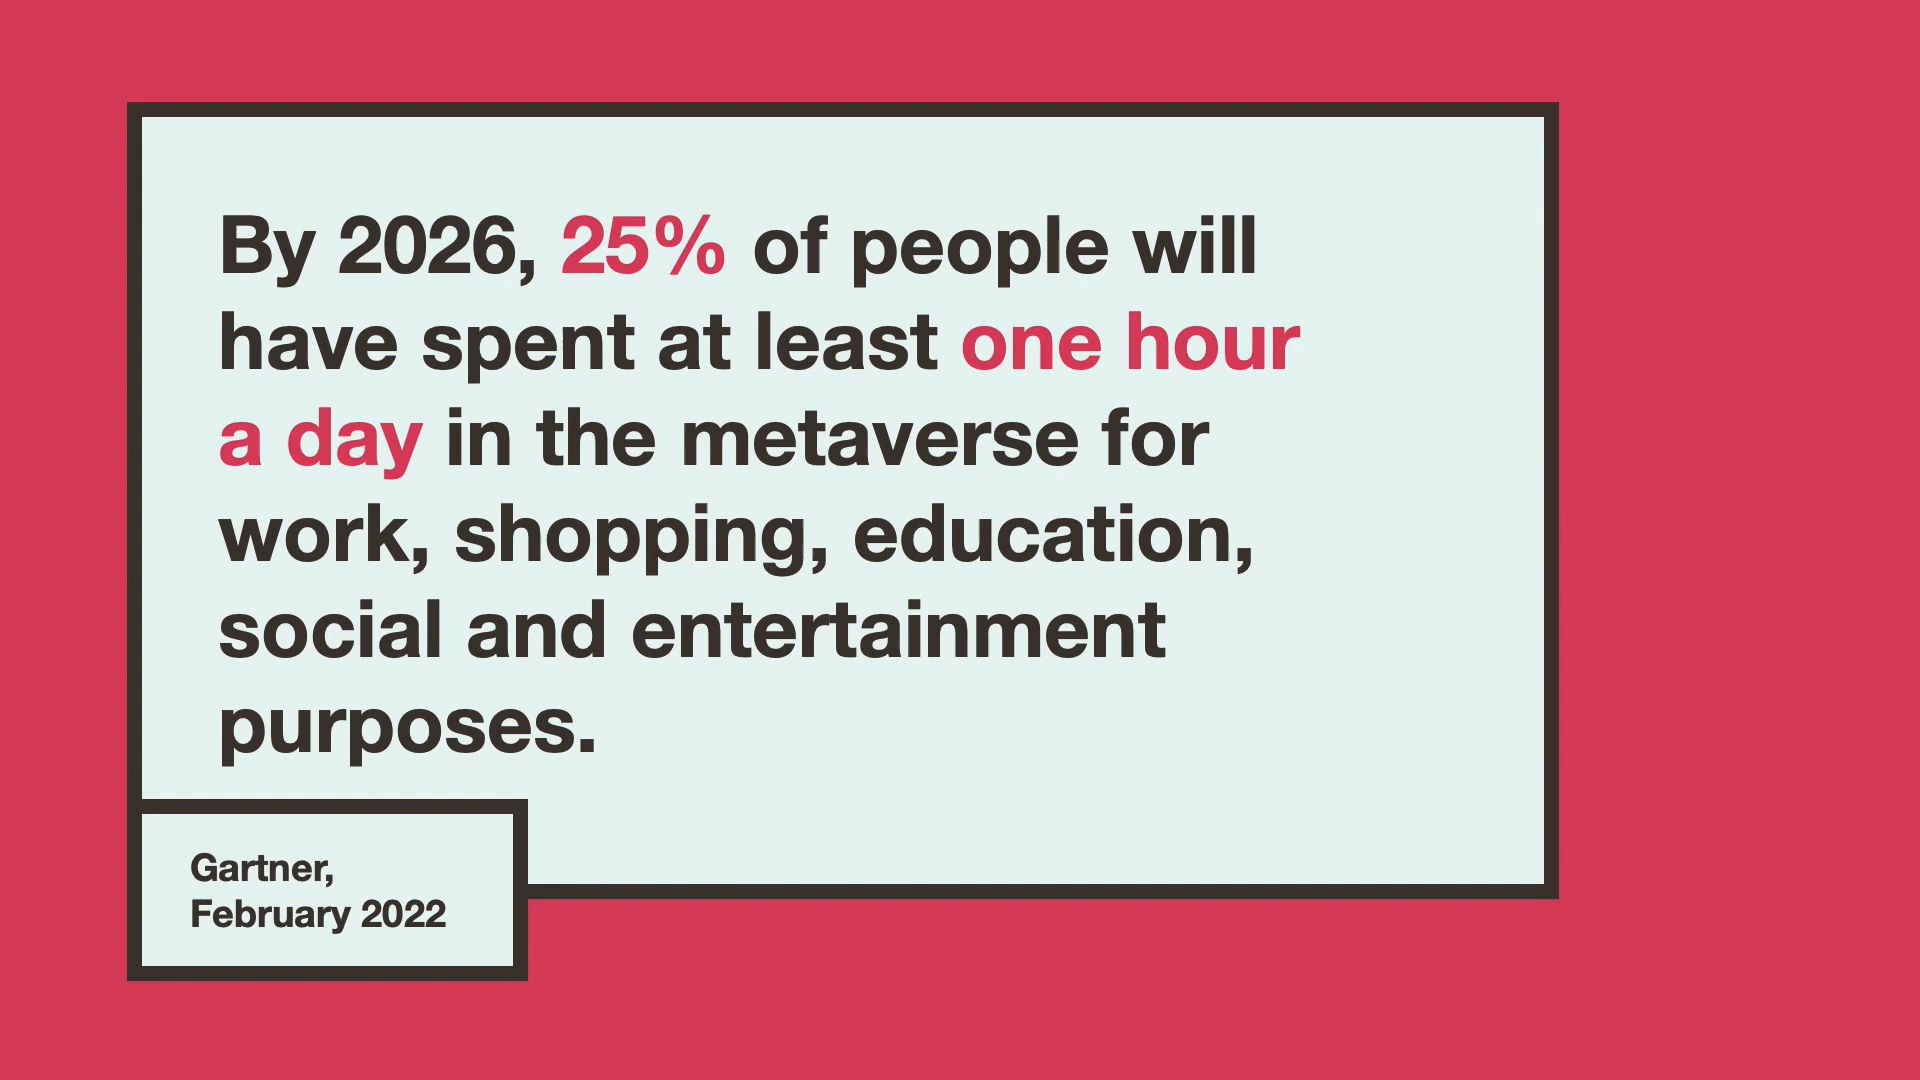 By 2026, 25% of people will
have spent at least one hour
a day in the metaverse for
work, shopping, education,
social and entertainment
purposes.
Gartner,
February 2022